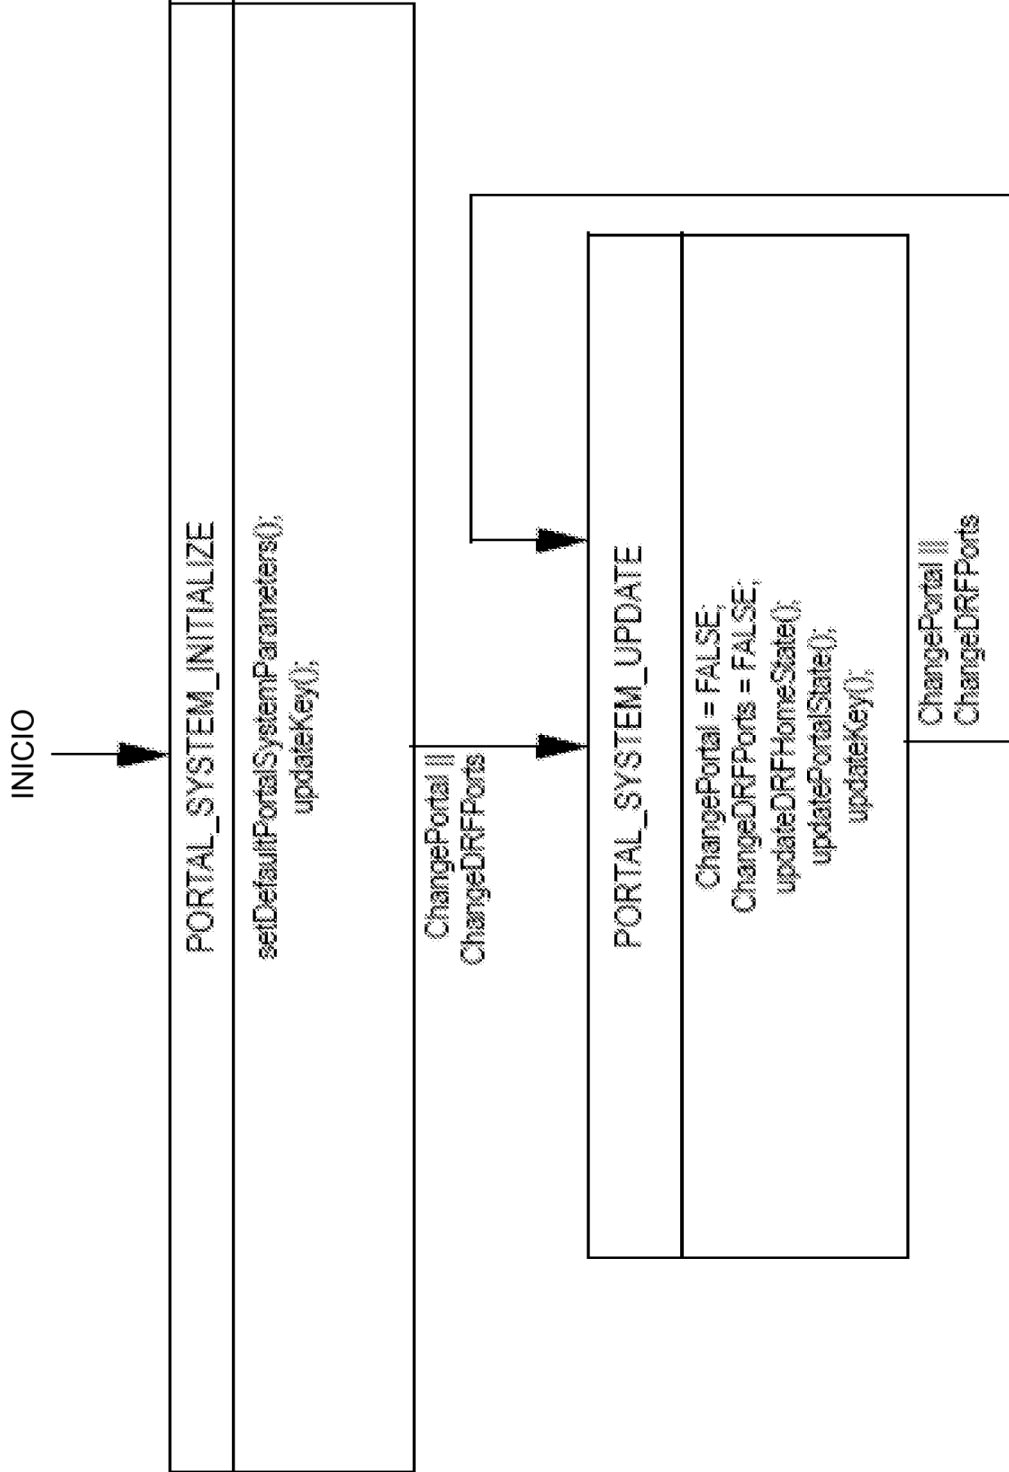 INICIO
PORTAL_SYSTEM_INITIALIZE
setDefaultPortalSystemParameters();
updateKey();
ChangePortal ||
ChangeDRFPorts
PORTAL_SYSTEM_UPDATE
ChangePortal = FALSE;
ChangeDRFPorts = FALSE;
updateDRFHomeState();
updatePortalState();
updateKey();
ChangePortal ||
ChangeDRFPorts